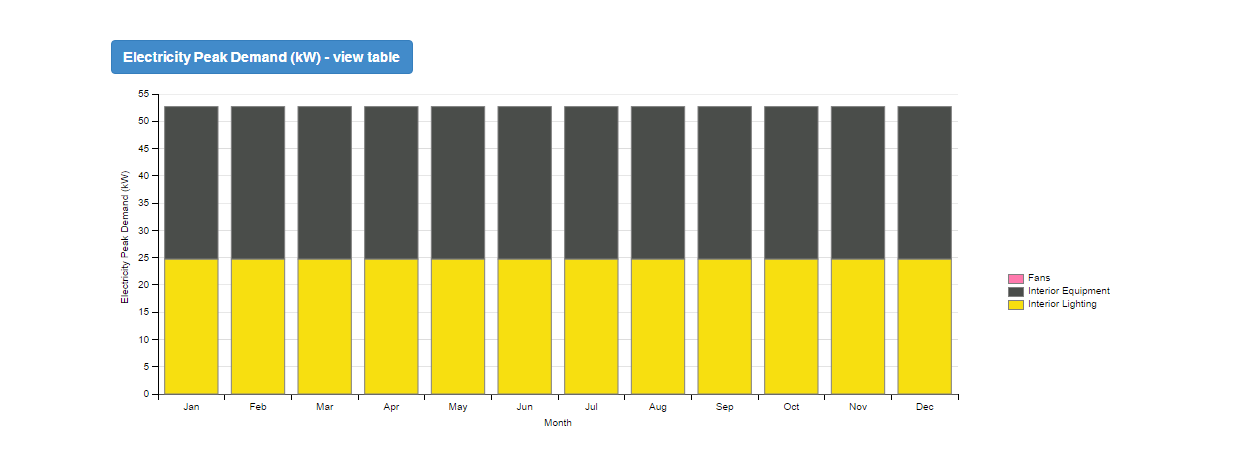 Electricity Peak Demand (kW) - view table
55
50
45
40
35
30
25
20
15
10
5
0
Electricity Peak Demand (kW)
Jan Feb Mar Apr May Jun Jul Aug Sep Oct Nov Dec
Month
Fans
Interior Equipment
Interior Lighting